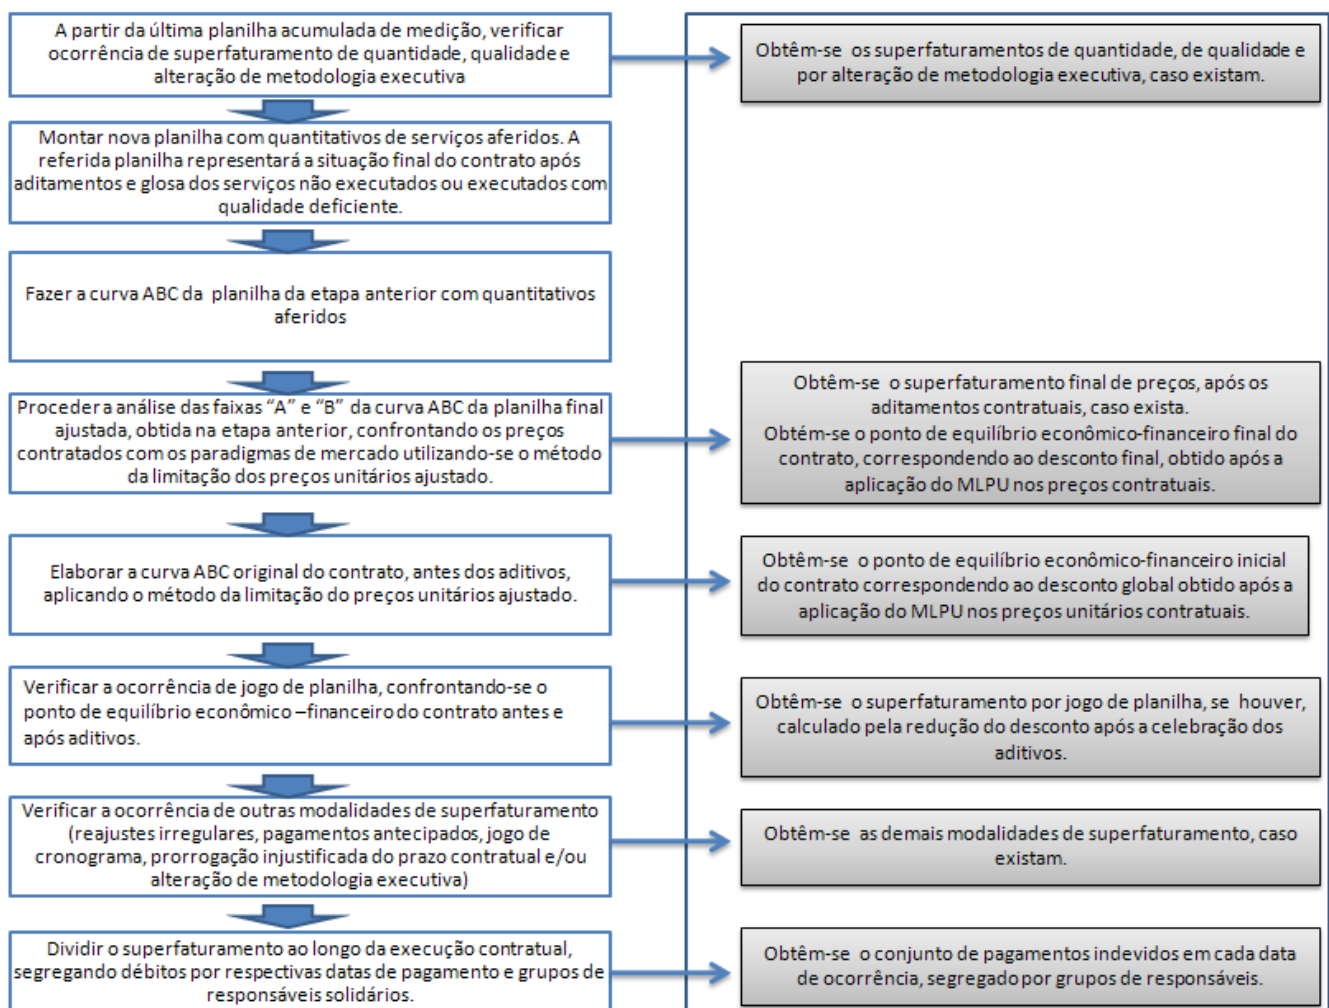 A partir da última planilha acumulada de medição, verificar
ocorrência de superfaturamento de quantidade, qualidade e
alteração de metodologia executiva
Obtêm-se os superfaturamentos de quantidade, de qualidade e
por alteração de metodologia executiva, caso existam.
Montar nova planilha com quantitativos de serviços aferidos. A
referida planilha representará a situação final do contrato após
aditamentos e glosa dos serviços não executados ou executados com
qualidade deficiente.
Fazer a curva ABC da planilha da etapa anterior com quantitativos
aferidos
Proceder a análise das faixas “A” e “B” da curva ABC da planilha final
ajustada, obtida na etapa anterior, confrontando os preços
contratados com os paradigmas de mercado utilizando-se o método
da limitação dos preços unitários ajustado.
Obtêm-se o superfaturamento final de preços, após os
aditamentos contratuais, caso exista.
Obtém-se o ponto de equilíbrio econômico-financeiro final do
contrato, correspondendo ao desconto final, obtido após a
aplicação do MLPU nos preços contratuais.
Elaborar a curva ABC original do contrato, antes dos aditivos,
aplicando o método da limitação do preços unitários ajustado.
Obtêm-se o ponto de equilíbrio econômico-financeiro inicial
do contrato correspondendo ao desconto global obtido após a
aplicação do MLPU nos preços unitários contratuais.
Verificar a ocorrência de jogo de planilha, confrontando-se o
ponto de equilíbrio econômico –financeiro do contrato antes e
após aditivos.
Obtêm-se o superfaturamento por jogo de planilha, se houver,
calculado pela redução do desconto após a celebração dos
aditivos.
Verificar a ocorrência de outras modalidades de superfaturamento
(reajustes irregulares, pagamentos antecipados, jogo de
cronograma, prorrogação injustificada do prazo contratual e/ou
alteração de metodologia executiva)
Obtêm-se as demais modalidades de superfaturamento, caso
existam.
Dividir o superfaturamento ao longo da execução contratual,
segregando débitos por respectivas datas de pagamento e grupos de
responsáveis solidários.
Obtêm-se o conjunto de pagamentos indevidos em cada data
de ocorrência, segregado por grupos de responsáveis.